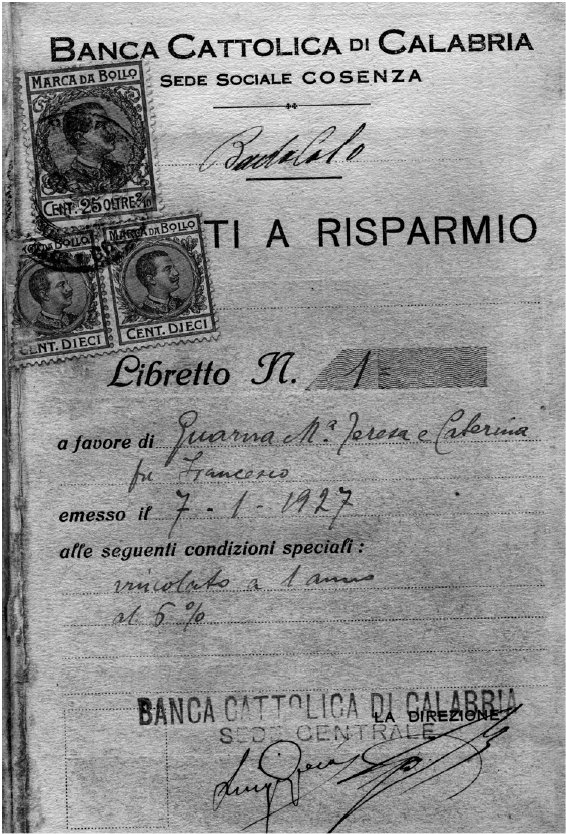 BANCA CATTOLICA DI CALABRIA
SEDE SOCIALE COSENZA
MARCA DA BOLLO
CENT. 25 OLTRE 2/10
TI A RISPARMIO
DA BOLLO
CENT. DIECI
MARCA DA BOLLO
CENT. DIECI
Libretto N. 1
a favore di Guarna Mª Teresa e Caterina
fu Francesco
emesso il 7 - 1 - 1927
alle seguenti condizioni speciali :
vincolato a 1 anno
al 6 %
BANCA CATTOLICA DI CALABRIA
LA DIREZIONE
SEDE CENTRALE